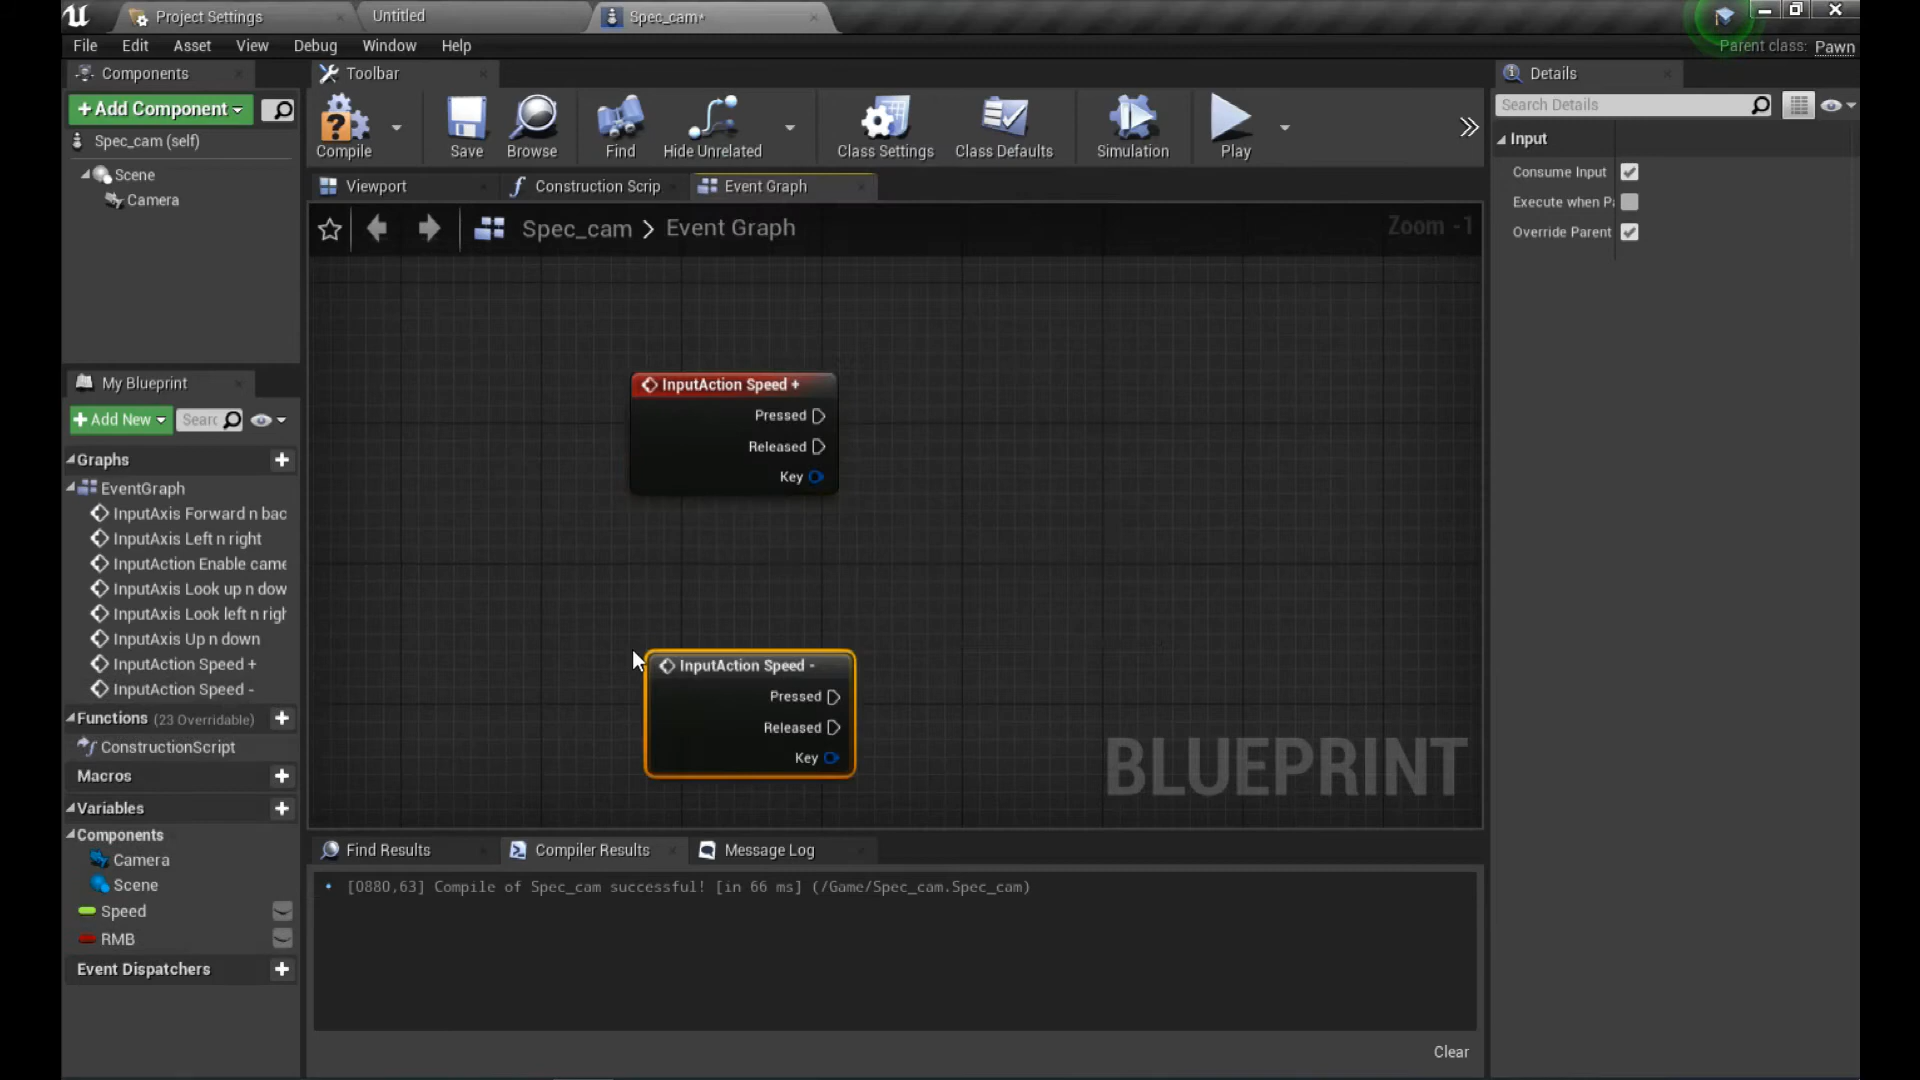 Project Settings
Untitled
Spec_cam*
File Edit Asset View Debug Window Help
Parent class: Pawn
Components
Toolbar
Details
+Add Component
Search Details
Spec_cam (self)
Scene
Camera
Compile
Save
Browse
Find
Hide Unrelated
Class Settings
Class Defaults
Simulation
Play
Input
Consume Input
Execute when Pa
Override Parent
Viewport
Construction Scrip
Event Graph
Spec_cam > Event Graph
Zoom -1
InputAction Speed +
Pressed
Released
Key
InputAction Speed -
Pressed
Released
Key
BLUEPRINT
My Blueprint
+Add New
Searc
Graphs
EventGraph
InputAxis Forward n bac
InputAxis Left n right
InputAction Enable came
InputAxis Look up n dow
InputAxis Look left n righ
InputAxis Up n down
InputAction Speed +
InputAction Speed -
Functions (23 Overridable)
ConstructionScript
Macros
Variables
Components
Camera
Scene
Speed
RMB
Event Dispatchers
Find Results
Compiler Results
Message Log
[0880,63] Compile of Spec_cam successful! [in 66 ms] (/Game/Spec_cam.Spec_cam)
Clear